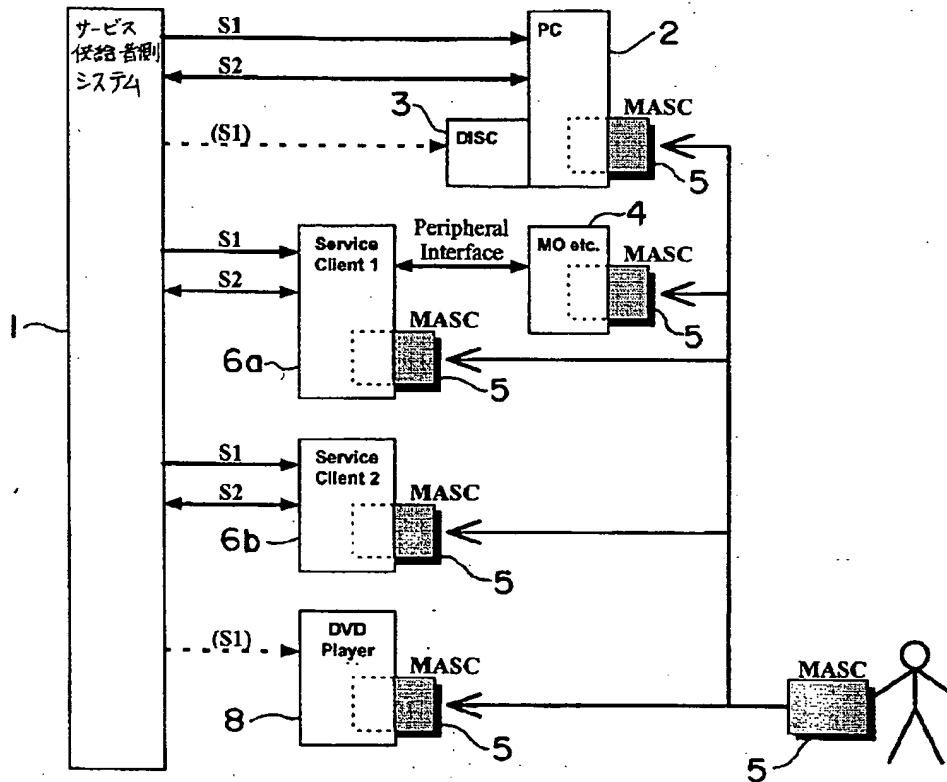 サービス
供給者側
システム
1
S1
S2
(S1)
PC
2
3
DISC
MASC
5
S1
S2
Service
Client 1
Peripheral
Interface
4
MO etc.
MASC
5
MASC
6a
5
S1
S2
Service
Client 2
MASC
6b
5
(S1)
DVD
Player
MASC
8
5
MASC
5